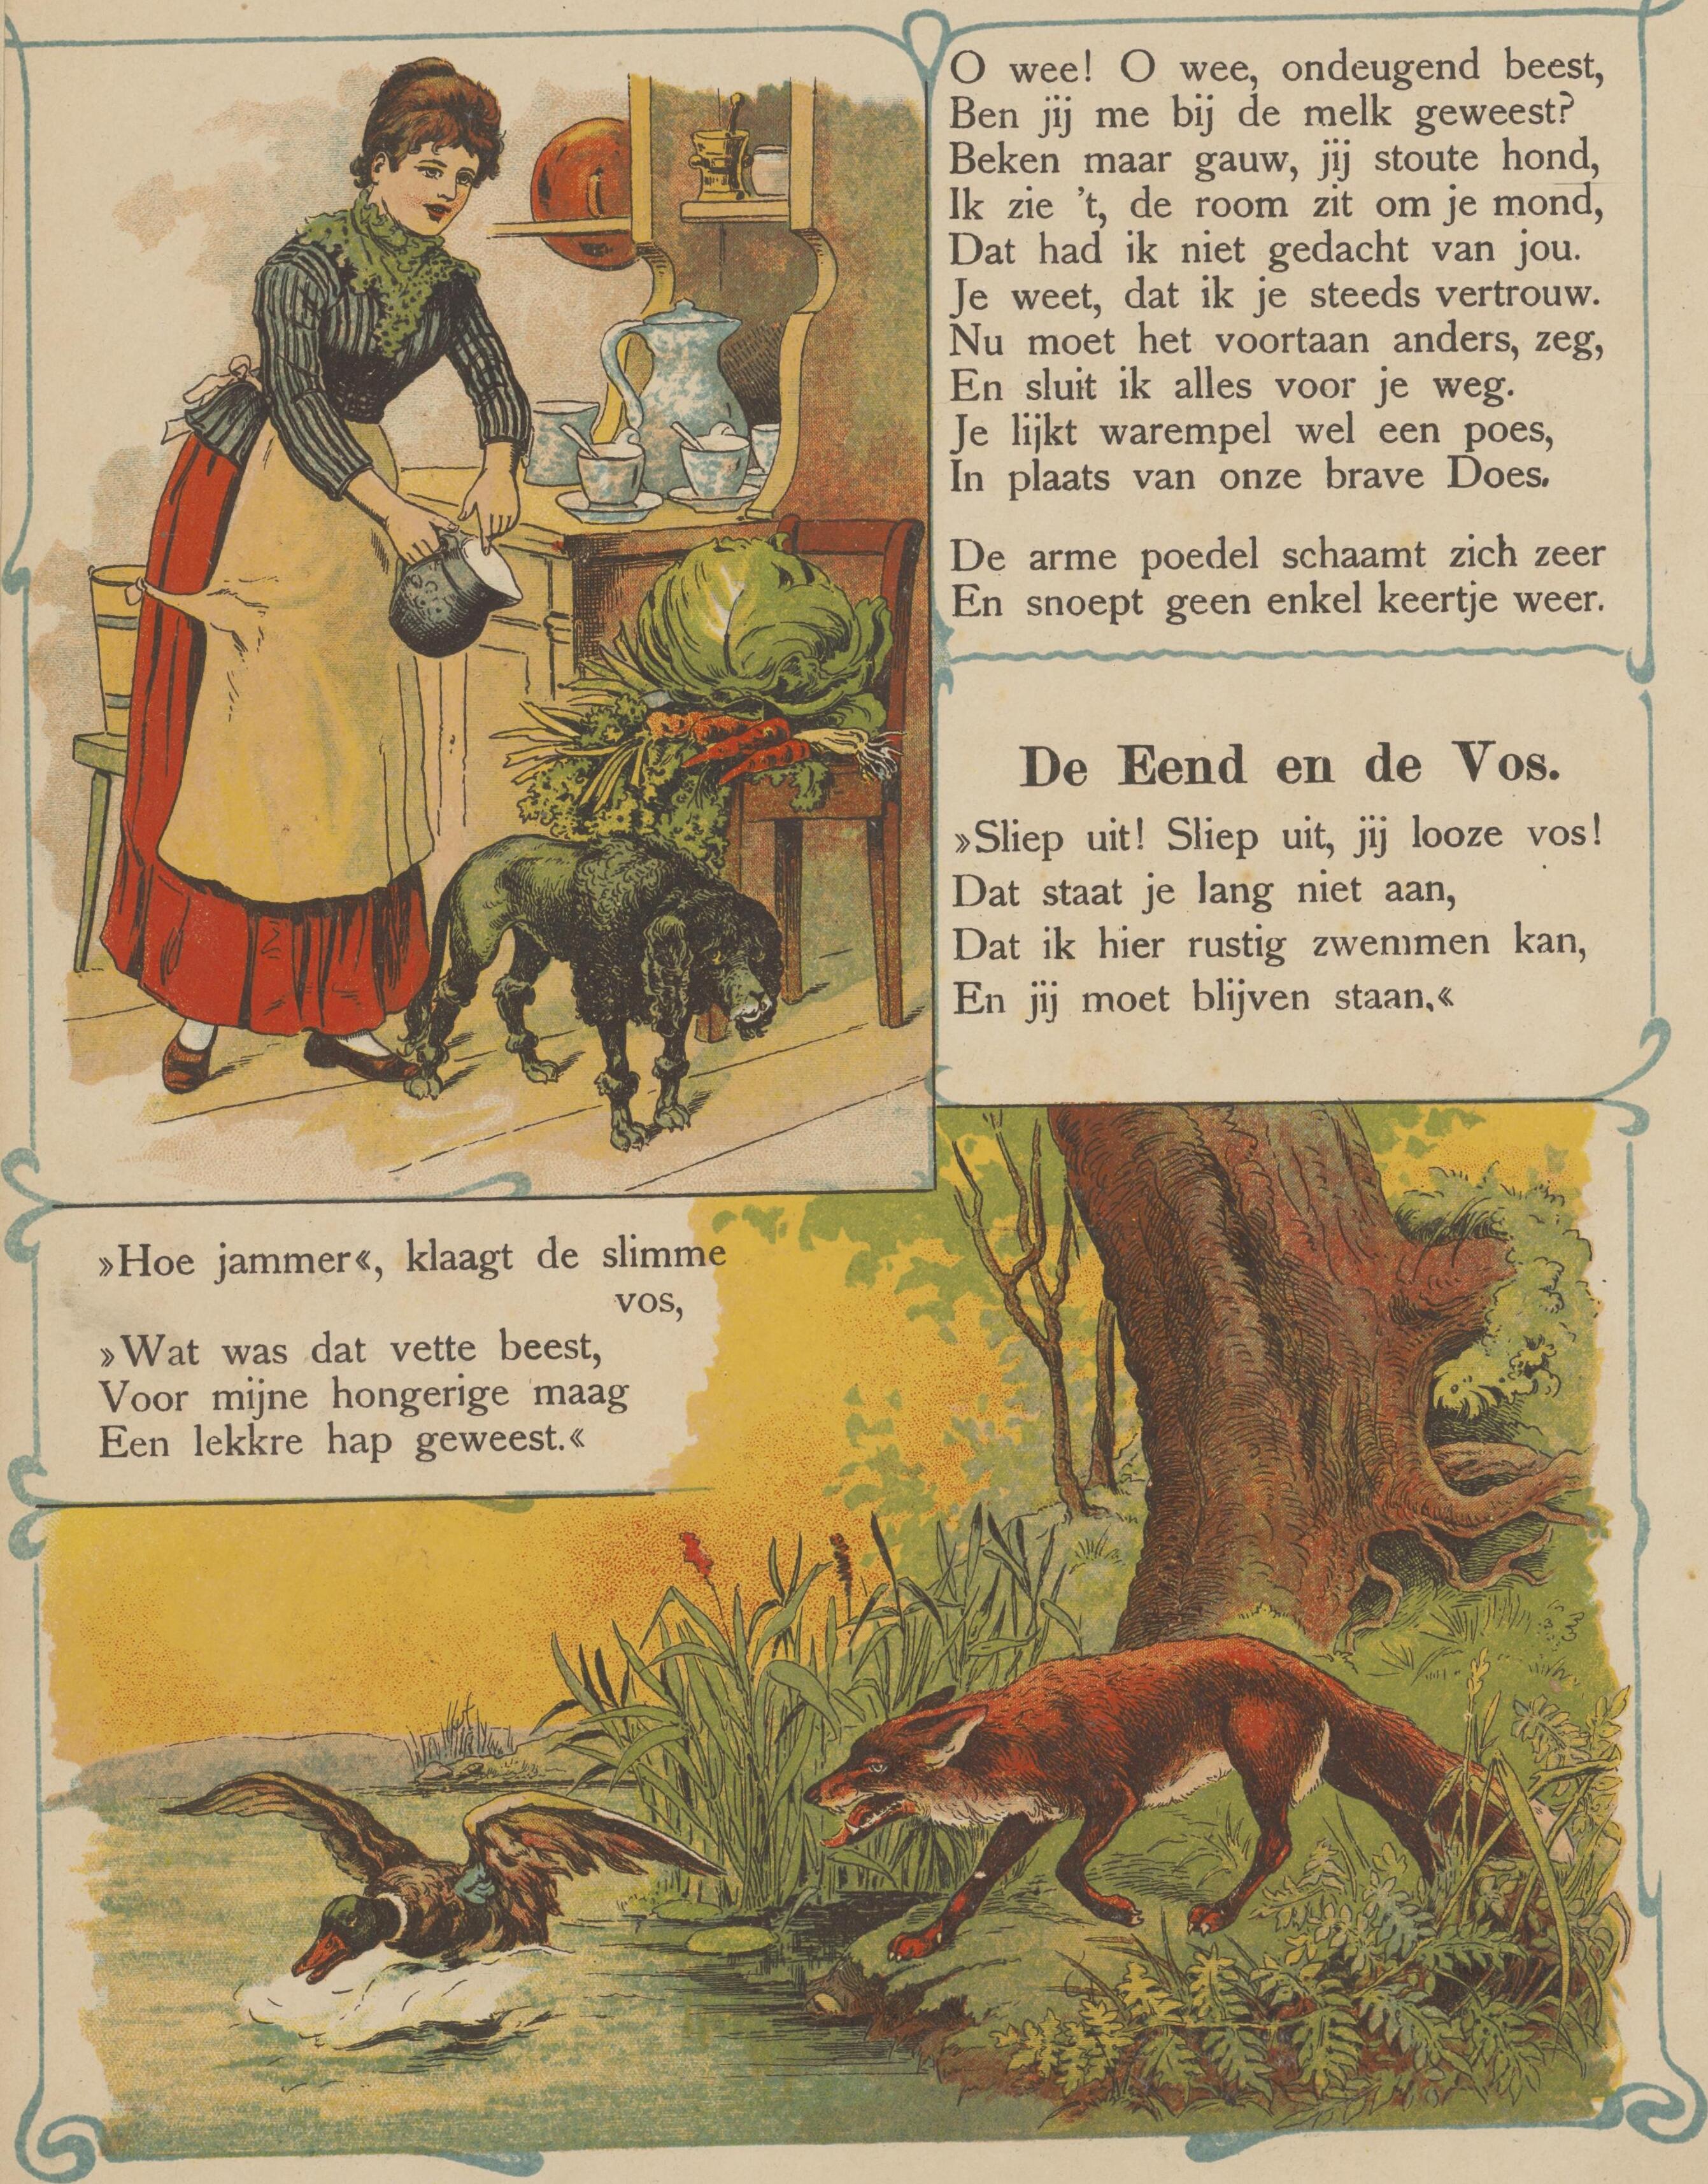 O wee! O wee, ondeugend beest,
Ben jij me bij de melk geweest?
Beken maar gauw, jij stoute hond,
Ik zie 't, de room zit om je mond,
Dat had ik niet gedacht van jou.
Je weet, dat ik je steeds vertrouw.
Nu moet het voortaan anders, zeg,
En sluit ik alles voor je weg.
Je lijkt warempel wel een poes,
In plaats van onze brave Does.
De arme poedel schaamt zich zeer
En snoept geen enkel keertje weer.
De Eend en de Vos.
»Sliep uit! Sliep uit, jij looze vos!
Dat staat je lang niet aan,
Dat ik hier rustig zwemmen kan,
En jij moet blijven staan.«
»Hoe jammer«, klaagt de slimme
vos,
»Wat was dat vette beest,
Voor mijne hongerige maag
Een lekkre hap geweest.«